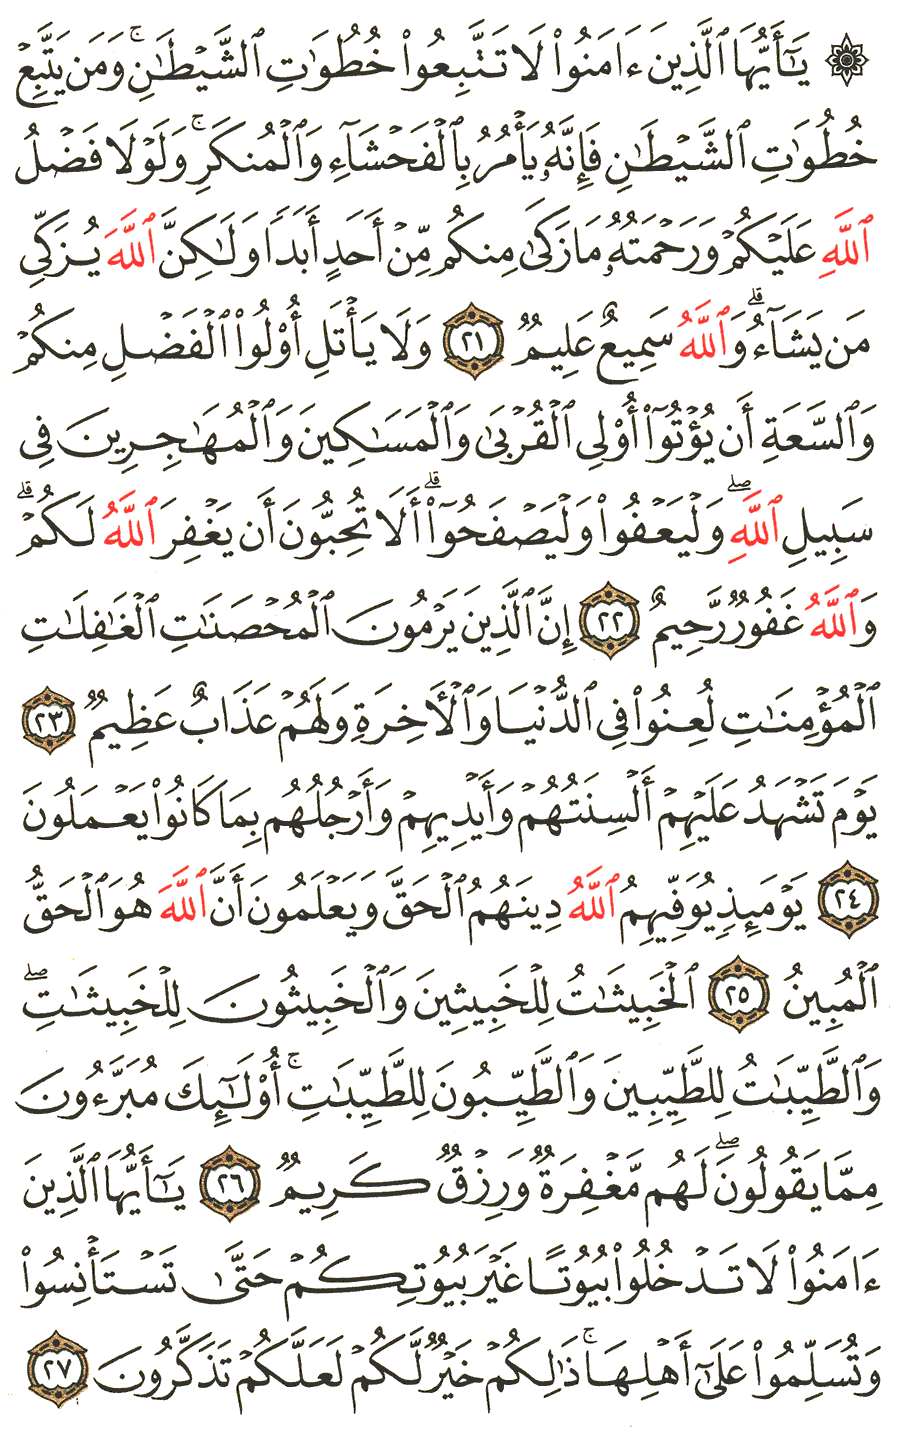 ۞ يَٰٓأَيُّهَا ٱلَّذِينَ ءَامَنُوا۟ لَا تَتَّبِعُوا۟ خُطُوَٰتِ ٱلشَّيْطَٰنِ ۚ وَمَن يَتَّبِعْ
خُطُوَٰتِ ٱلشَّيْطَٰنِ فَإِنَّهُۥ يَأْمُرُ بِٱلْفَحْشَآءِ وَٱلْمُنكَرِ ۚ وَلَوْلَا فَضْلُ
ٱللَّهِ عَلَيْكُمْ وَرَحْمَتُهُۥ مَا زَكَىٰ مِنكُم مِّنْ أَحَدٍ أَبَدًا وَلَٰكِنَّ ٱللَّهَ يُزَكِّى
مَن يَشَآءُ ۗ وَٱللَّهُ سَمِيعٌ عَلِيمٌ ٢١ وَلَا يَأْتَلِ أُو۟لُوا۟ ٱلْفَضْلِ مِنكُمْ
وَٱلسَّعَةِ أَن يُؤْتُوٓا۟ أُو۟لِى ٱلْقُرْبَىٰ وَٱلْمَسَٰكِينَ وَٱلْمُهَٰجِرِينَ فِى
سَبِيلِ ٱللَّهِ ۖ وَلْيَعْفُوا۟ وَلْيَصْفَحُوٓا۟ ۗ أَلَا تُحِبُّونَ أَن يَغْفِرَ ٱللَّهُ لَكُمْ ۗ
وَٱللَّهُ غَفُورٌ رَّحِيمٌ ٢٢ إِنَّ ٱلَّذِينَ يَرْمُونَ ٱلْمُحْصَنَٰتِ ٱلْغَٰفِلَٰتِ
ٱلْمُؤْمِنَٰتِ لُعِنُوا۟ فِى ٱلدُّنْيَا وَٱلْأَخِرَةِ وَلَهُمْ عَذَابٌ عَظِيمٌ ٢٣
يَوْمَ تَشْهَدُ عَلَيْهِمْ أَلْسِنَتُهُمْ وَأَيْدِيهِمْ وَأَرْجُلُهُم بِمَا كَانُوا۟ يَعْمَلُونَ
٢٤ يَوْمَئِذٍ يُوَفِّيهِمُ ٱللَّهُ دِينَهُمُ ٱلْحَقَّ وَيَعْلَمُونَ أَنَّ ٱللَّهَ هُوَ ٱلْحَقُّ
ٱلْمُبِينُ ٢٥ ٱلْخَبِيثَٰتُ لِلْخَبِيثِينَ وَٱلْخَبِيثُونَ لِلْخَبِيثَٰتِ ۖ
وَٱلطَّيِّبَٰتُ لِلطَّيِّبِينَ وَٱلطَّيِّبُونَ لِلطَّيِّبَٰتِ ۚ أُو۟لَٰٓئِكَ مُبَرَّءُونَ
مِمَّا يَقُولُونَ ۖ لَهُم مَّغْفِرَةٌ وَرِزْقٌ كَرِيمٌ ٢٦ يَٰٓأَيُّهَا ٱلَّذِينَ
ءَامَنُوا۟ لَا تَدْخُلُوا۟ بُيُوتًا غَيْرَ بُيُوتِكُمْ حَتَّىٰ تَسْتَأْنِسُوا۟
وَتُسَلِّمُوا۟ عَلَىٰٓ أَهْلِهَا ۚ ذَٰلِكُمْ خَيْرٌ لَّكُمْ لَعَلَّكُمْ تَذَكَّرُونَ ٢٧